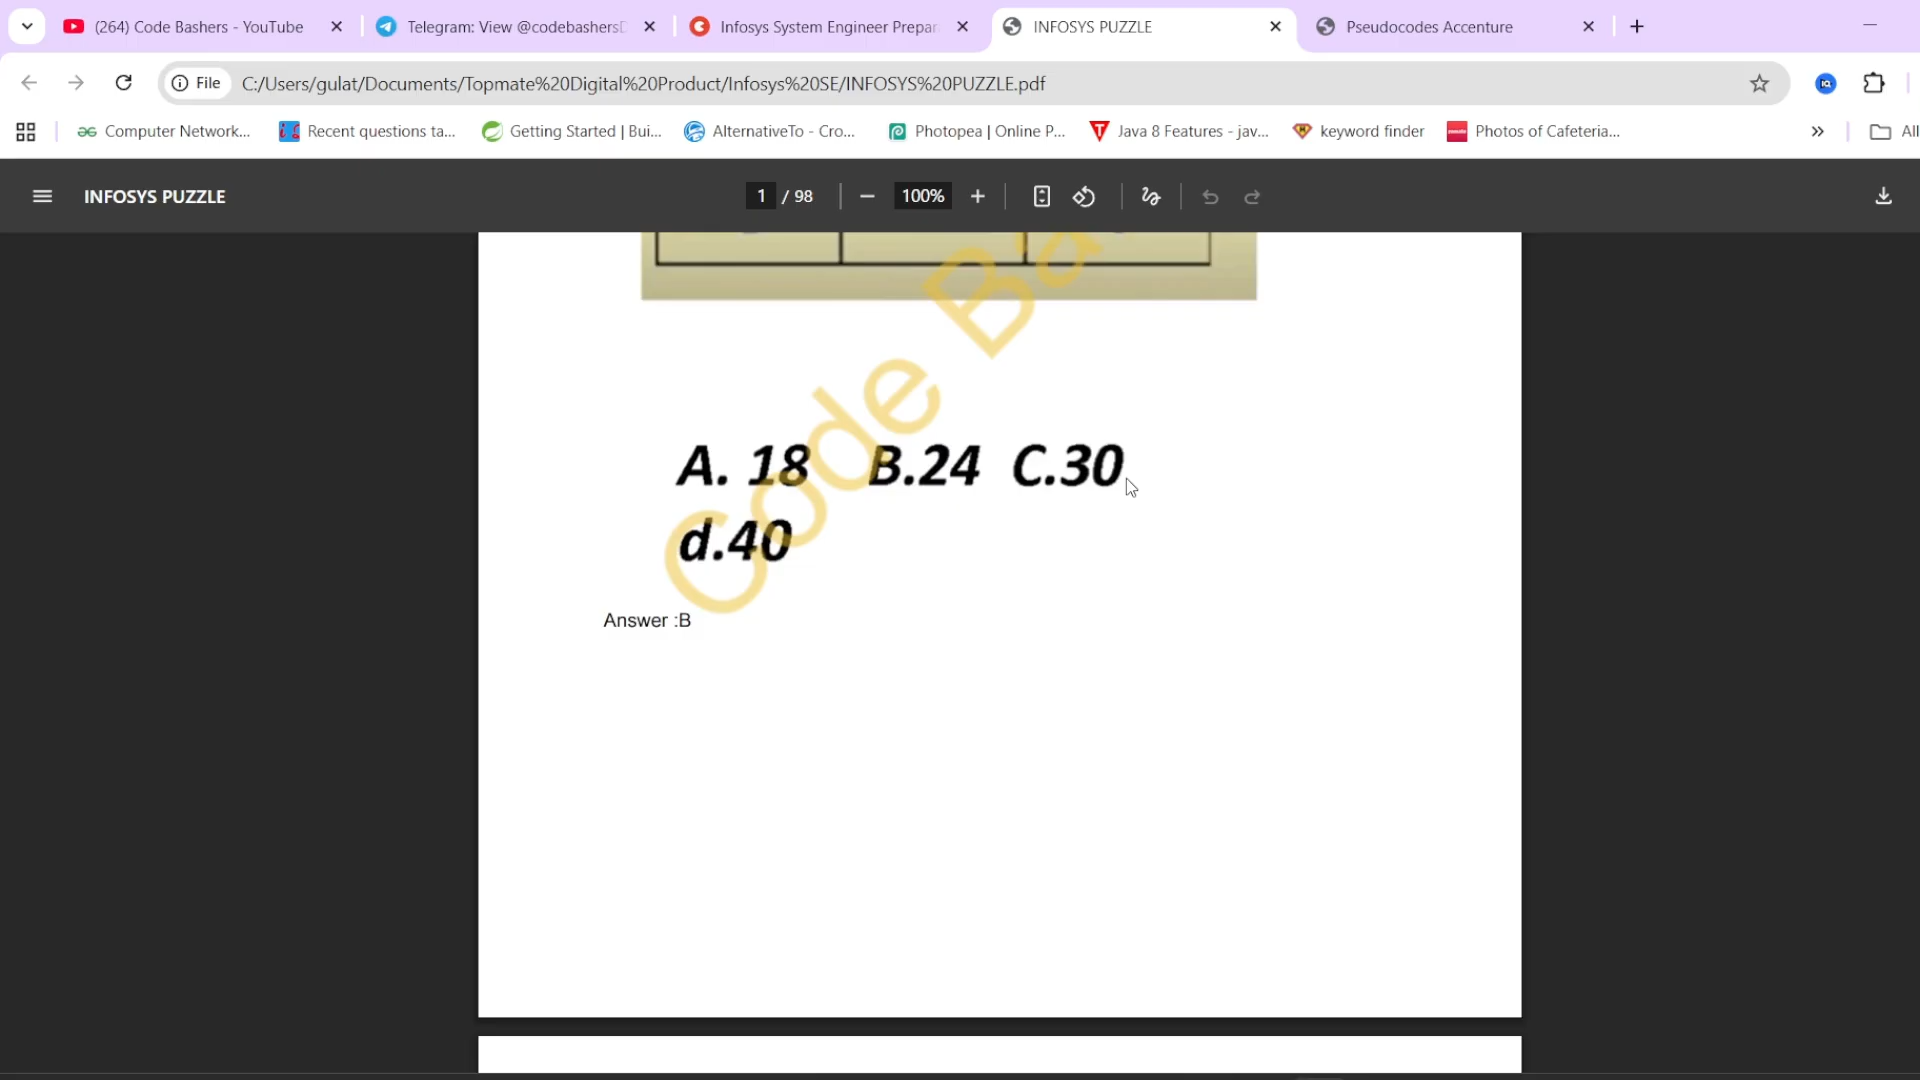 (264) Code Bashers - YouTube
Telegram: View @codebashers
Infosys System Engineer Prepar
INFOSYS PUZZLE
Pseudocodes Accenture
File
C:/Users/gulat/Documents/Topmate%20Digital%20Product/Infosys%20SE/INFOSYS%20PUZZLE.pdf
Computer Network...
Recent questions ta...
Getting Started | Bui...
AlternativeTo - Cro...
Photopea | Online P...
Java 8 Features - jav...
keyword finder
Photos of Cafeteria...
»
All
INFOSYS PUZZLE
1 / 98
100%
Code Ba
A. 18 B.24 C.30
d.40
Answer :B